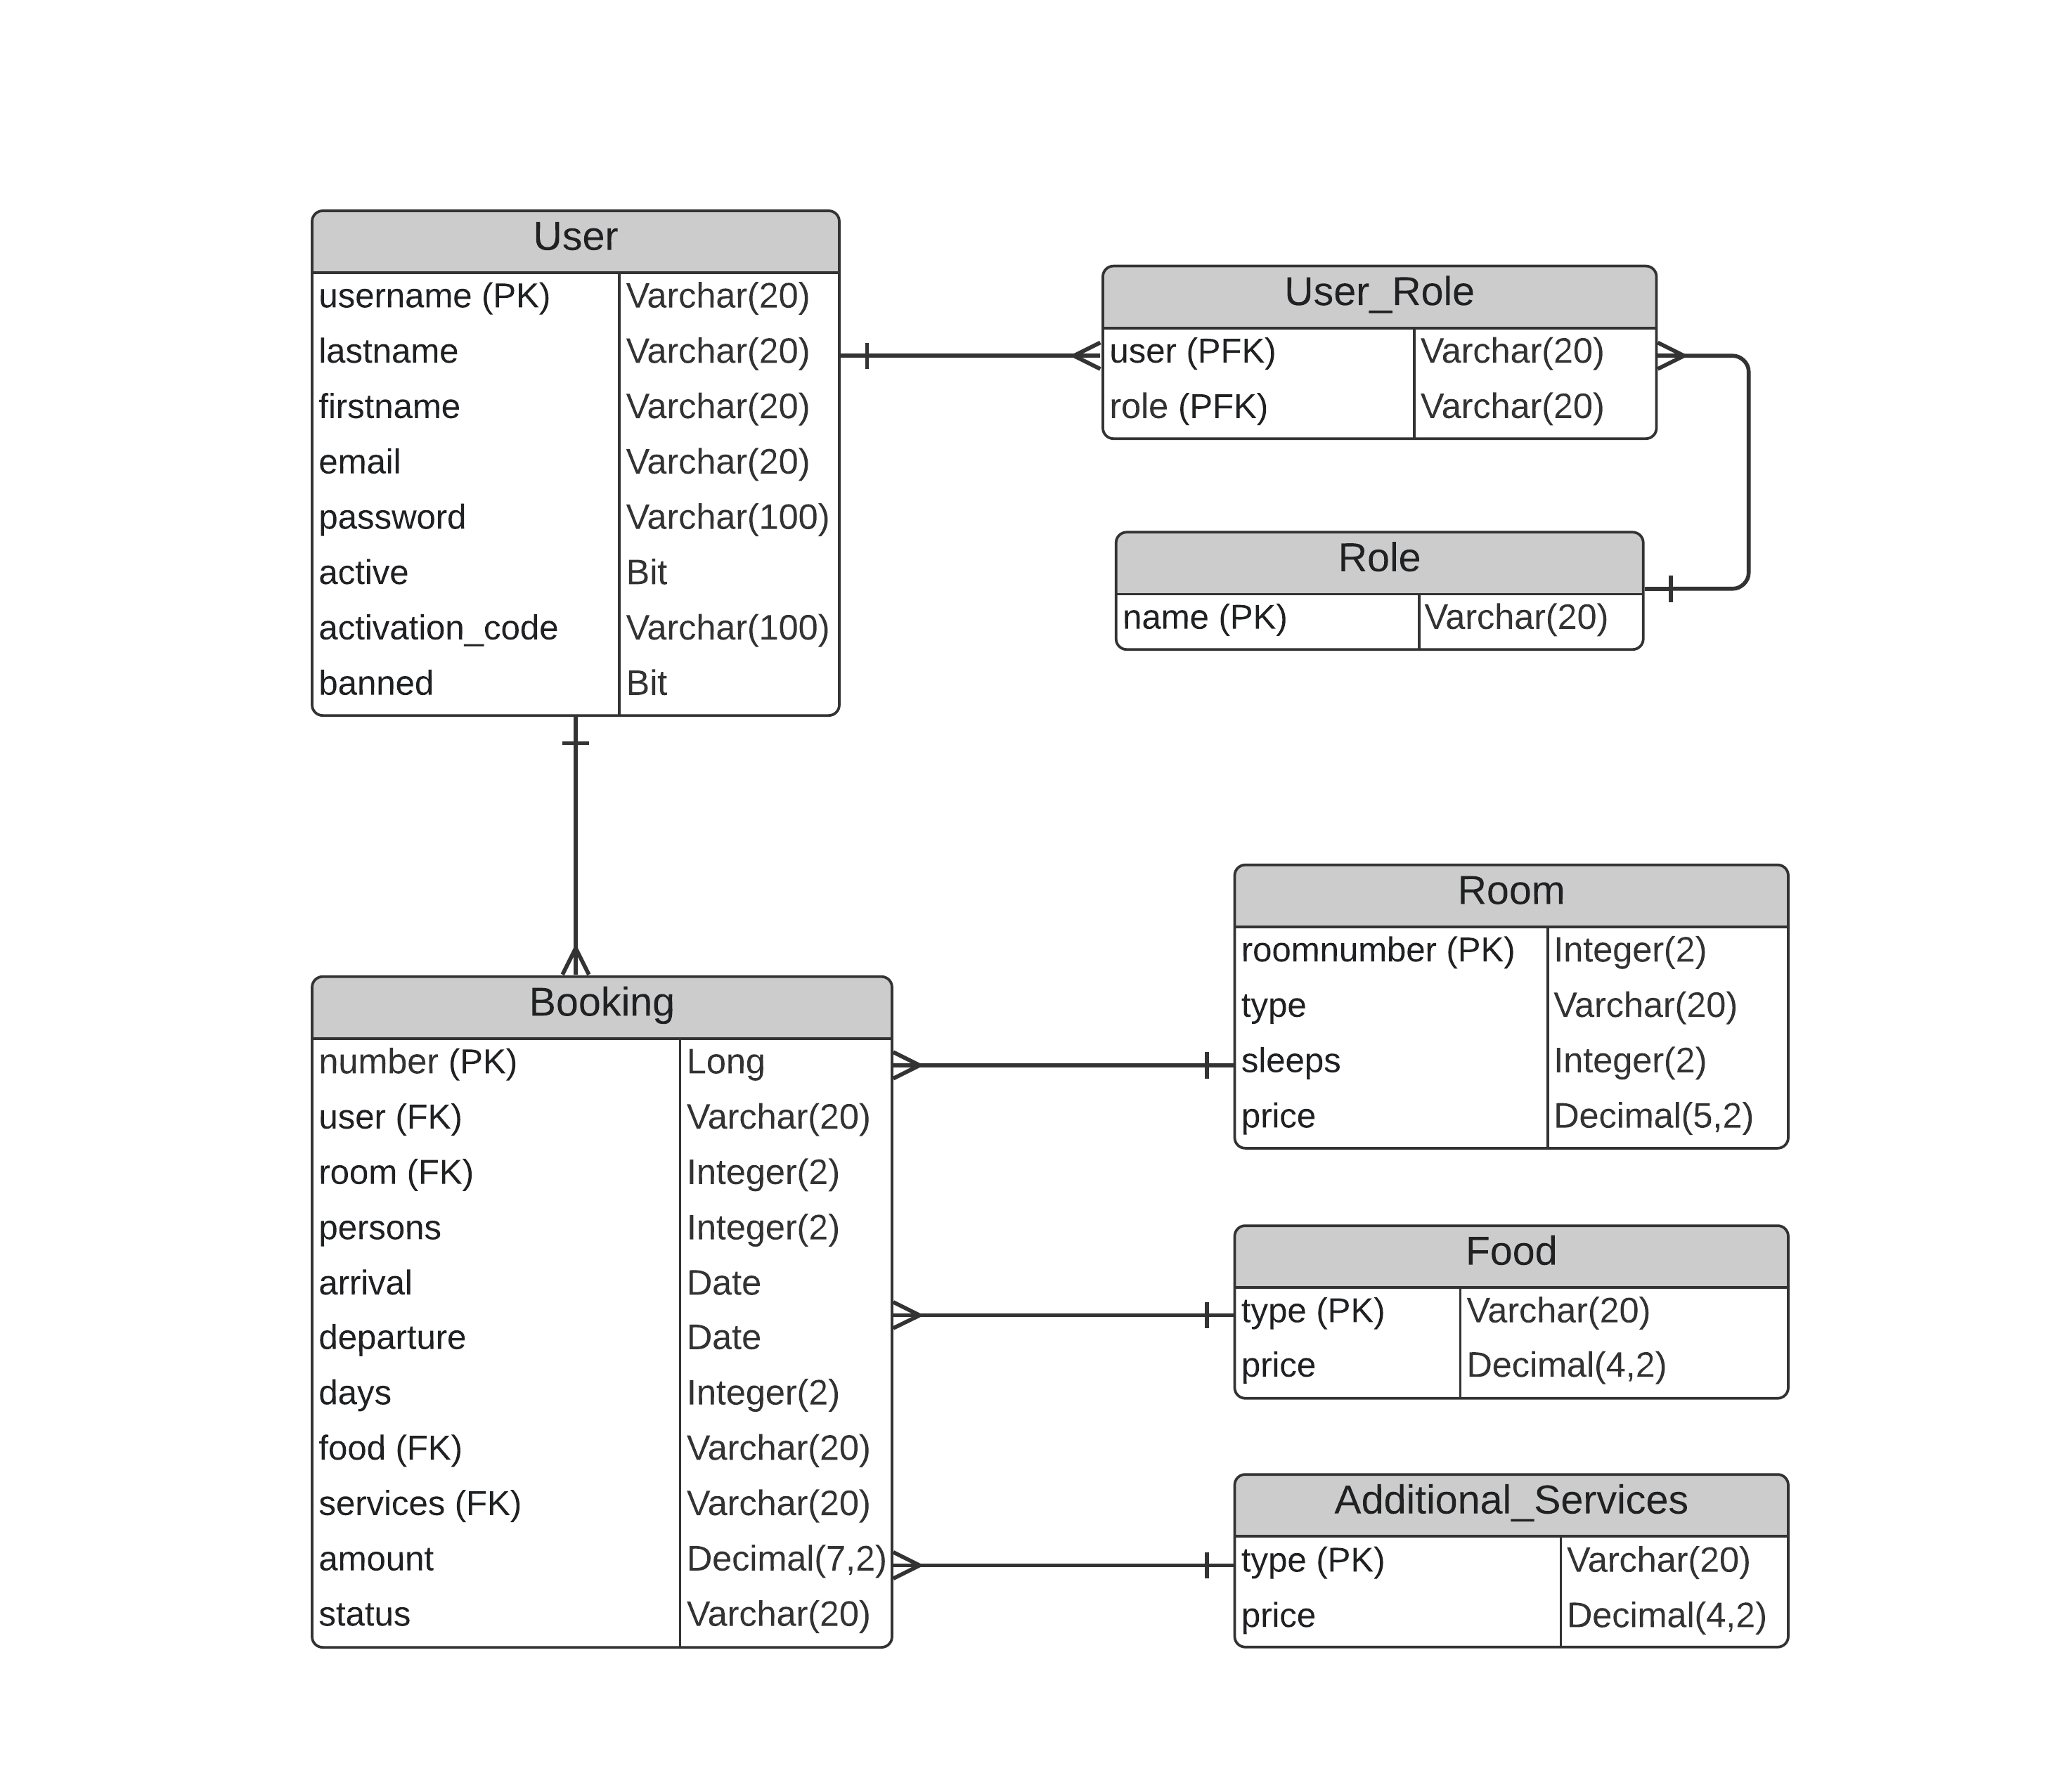 User
username (PK) Varchar(20)
lastname Varchar(20)
firstname Varchar(20)
email Varchar(20)
password Varchar(100)
active Bit
activation_code Varchar(100)
banned Bit
User_Role
user (PFK) Varchar(20)
role (PFK) Varchar(20)
Role
name (PK) Varchar(20)
Booking
number (PK) Long
user (FK) Varchar(20)
room (FK) Integer(2)
persons Integer(2)
arrival Date
departure Date
days Integer(2)
food (FK) Varchar(20)
services (FK) Varchar(20)
amount Decimal(7,2)
status Varchar(20)
Room
roomnumber (PK) Integer(2)
type Varchar(20)
sleeps Integer(2)
price Decimal(5,2)
Food
type (PK) Varchar(20)
price Decimal(4,2)
Additional_Services
type (PK) Varchar(20)
price Decimal(4,2)